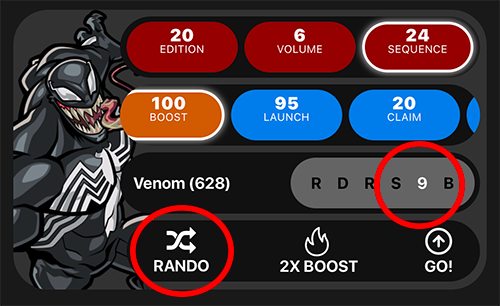 20 6 24
EDITION VOLUME SEQUENCE
100 95 20
BOOST LAUNCH CLAIM
Venom (628) R D R S 9 B
RANDO 2X BOOST GO!